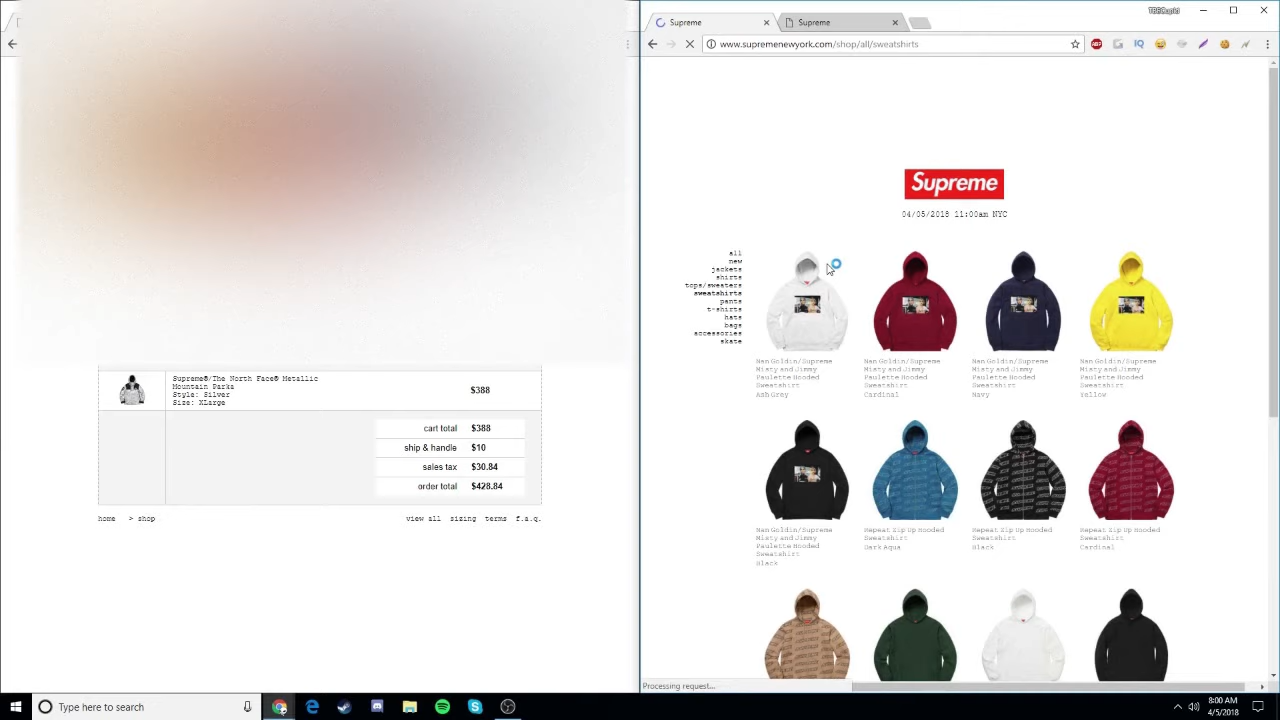 Supreme®/The North Face® Metallic
Mountain Parka
Style: Silver
Size: XLarge
$388
cart total $388
ship & handle $10
sales tax $30.84
order total $428.84
home > shop
view all sizing terms f.a.q.
TBECupid
Supreme
Supreme
www.supremenewyork.com/shop/all/sweatshirts
ABP
IQ
Supreme
04/05/2018 11:00am NYC
all
new
jackets
shirts
tops/sweaters
sweatshirts
pants
t-shirts
hats
bags
accessories
skate
Nan Goldin/Supreme
Misty and Jimmy
Paulette Hooded
Sweatshirt
Ash Grey
Nan Goldin/Supreme
Misty and Jimmy
Paulette Hooded
Sweatshirt
Cardinal
Nan Goldin/Supreme
Misty and Jimmy
Paulette Hooded
Sweatshirt
Navy
Nan Goldin/Supreme
Misty and Jimmy
Paulette Hooded
Sweatshirt
Yellow
Nan Goldin/Supreme
Misty and Jimmy
Paulette Hooded
Sweatshirt
Black
Repeat Zip Up Hooded
Sweatshirt
Dark Aqua
Repeat Zip Up Hooded
Sweatshirt
Black
Repeat Zip Up Hooded
Sweatshirt
Cardinal
Processing request...
Type here to search
8:00 AM
4/5/2018